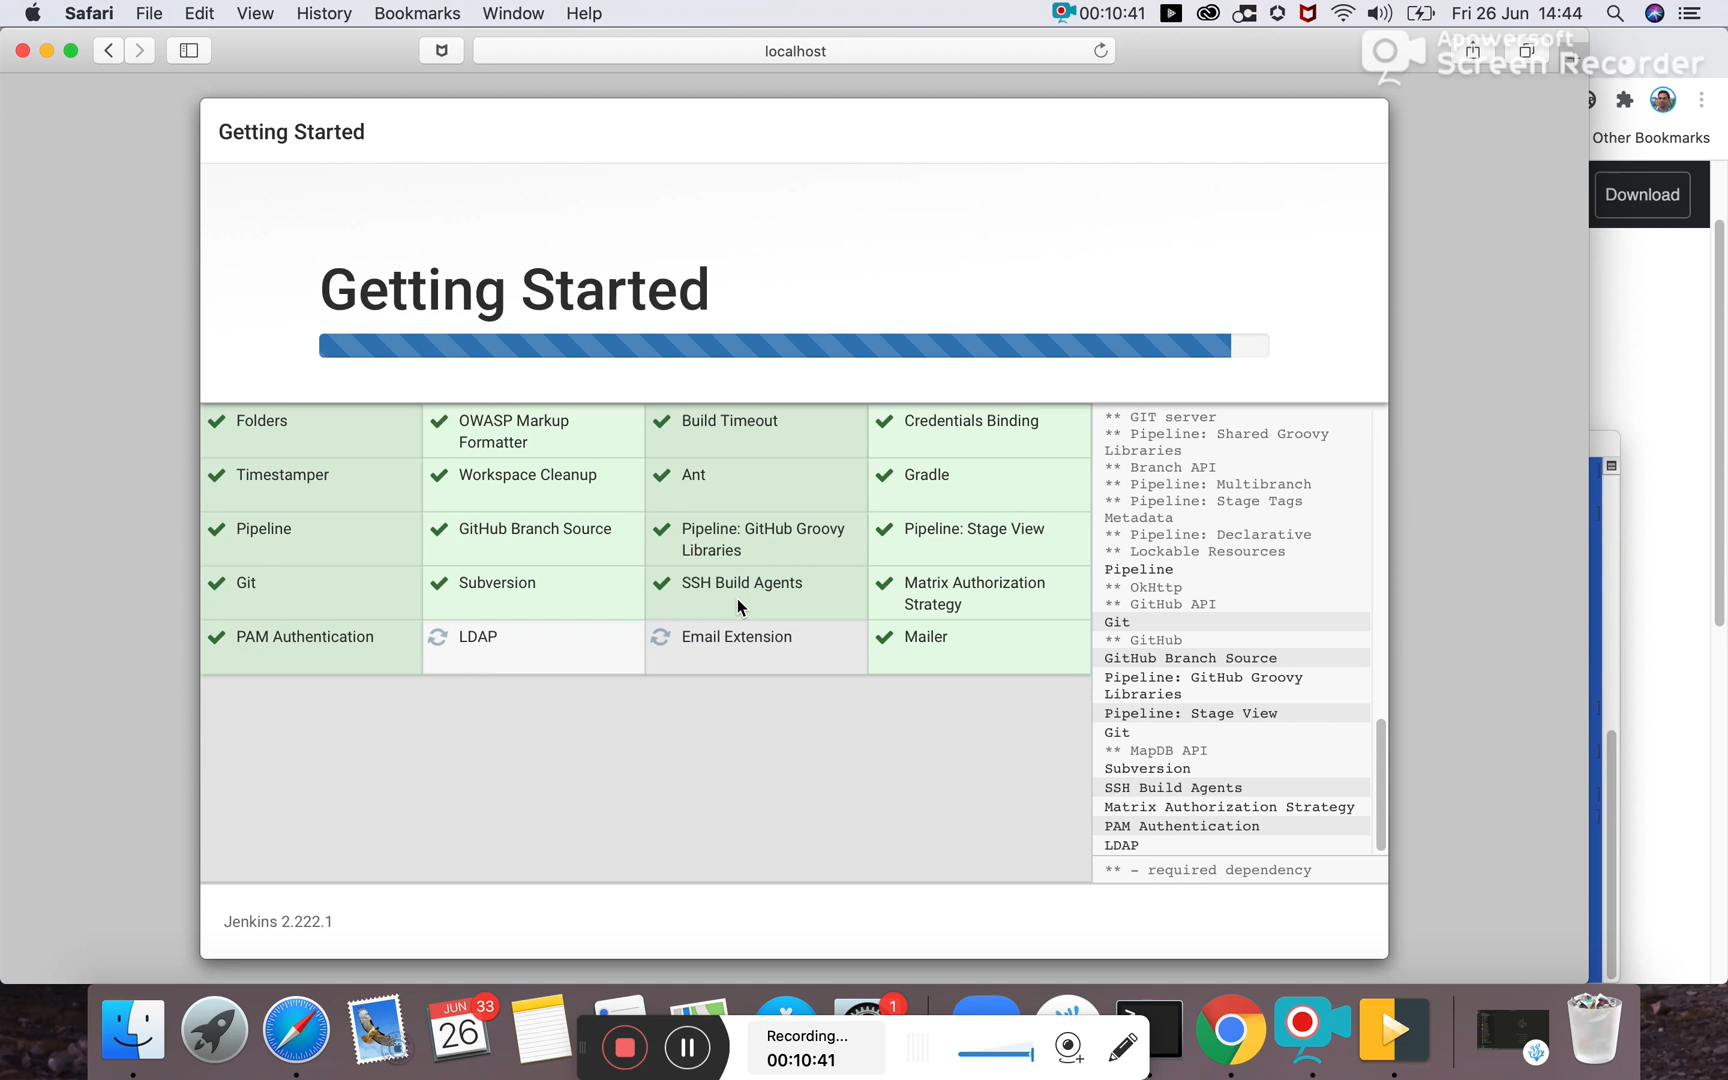 Safari File Edit View History Bookmarks Window Help 00:10:41 Fri 26 Jun 14:44
localhost
Apowersoft
Screen Recorder
Getting Started
Other Bookmarks
Download
Getting Started
Folders
OWASP Markup
Formatter
Build Timeout
Credentials Binding
Timestamper
Workspace Cleanup
Ant
Gradle
Pipeline
GitHub Branch Source
Pipeline: GitHub Groovy
Libraries
Pipeline: Stage View
Git
Subversion
SSH Build Agents
Matrix Authorization
Strategy
PAM Authentication
LDAP
Email Extension
Mailer
** GIT server
** Pipeline: Shared Groovy
Libraries
** Branch API
** Pipeline: Multibranch
** Pipeline: Stage Tags
Metadata
** Pipeline: Declarative
** Lockable Resources
Pipeline
** OkHttp
** GitHub API
Git
** GitHub
GitHub Branch Source
Pipeline: GitHub Groovy
Libraries
Pipeline: Stage View
Git
** MapDB API
Subversion
SSH Build Agents
Matrix Authorization Strategy
PAM Authentication
LDAP
** - required dependency
Jenkins 2.222.1
JUN 33
26
1
Recording...
00:10:41